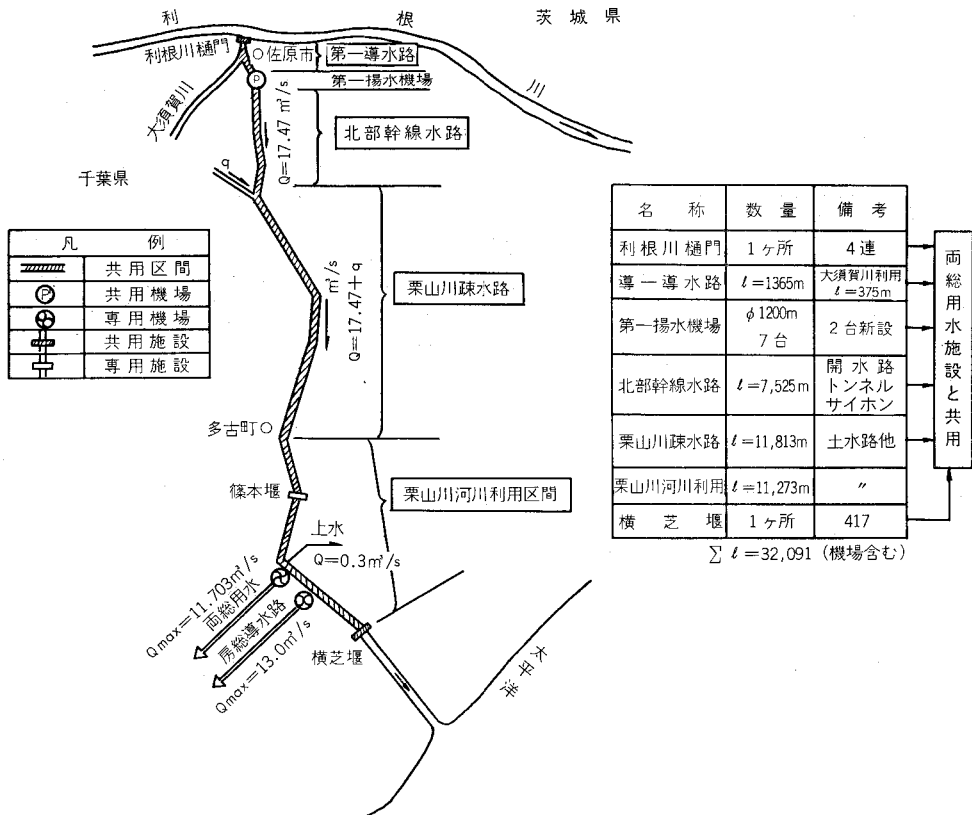 利根川
茨城県
利根川樋門
佐原市
第一導水路
第一揚水機場
大須賀川
P
Q=17.47 m³/s
北部幹線水路
千葉県
q
凡例
共用区間
P 共用機場
専用機場
共用施設
専用施設
m³/s
Q=17.47+q
栗山川疎水路
多古町
篠本堰
栗山川河川利用区間
上水
Q=0.3m³/s
Qmax=11.703m³/s
両総用水
房総導水路
Qmax=13.0m³/s
横芝堰
太平洋
名称 数量 備考
利根川樋門 1ヶ所 4連
導一導水路 l=1365m 大須賀川利用
l=375m
第一揚水機場 φ1200m
7台 2台新設
北部幹線水路 l=7,525m 開水路
トンネル
サイホン
栗山川疎水路 l=11,813m 土水路他
栗山川河川利用 l=11,273m 〃
横芝堰 1ヶ所 417
Σ l=32,091 (機場含む)
両総用水施設と共用